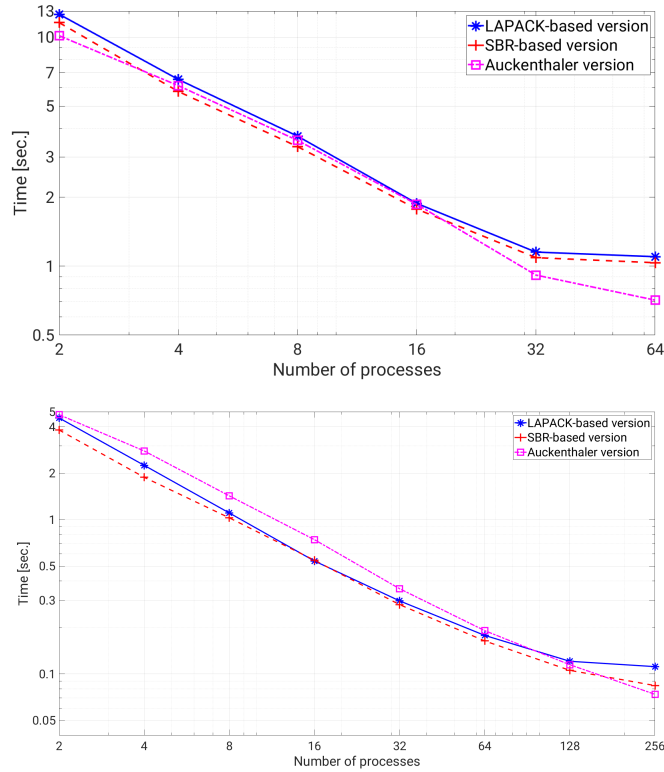 13
10
7
5
3
2
1
0.5
Time [sec.]
LAPACK-based version
SBR-based version
Auckenthaler version
2 4 8 16 32 64
Number of processes
5
2
1
0.5
0.3
0.1
0.05
Time [sec.]
LAPACK-based version
SBR-based version
Auckenthaler version
2 4 8 16 32 64 128 256
Number of processes